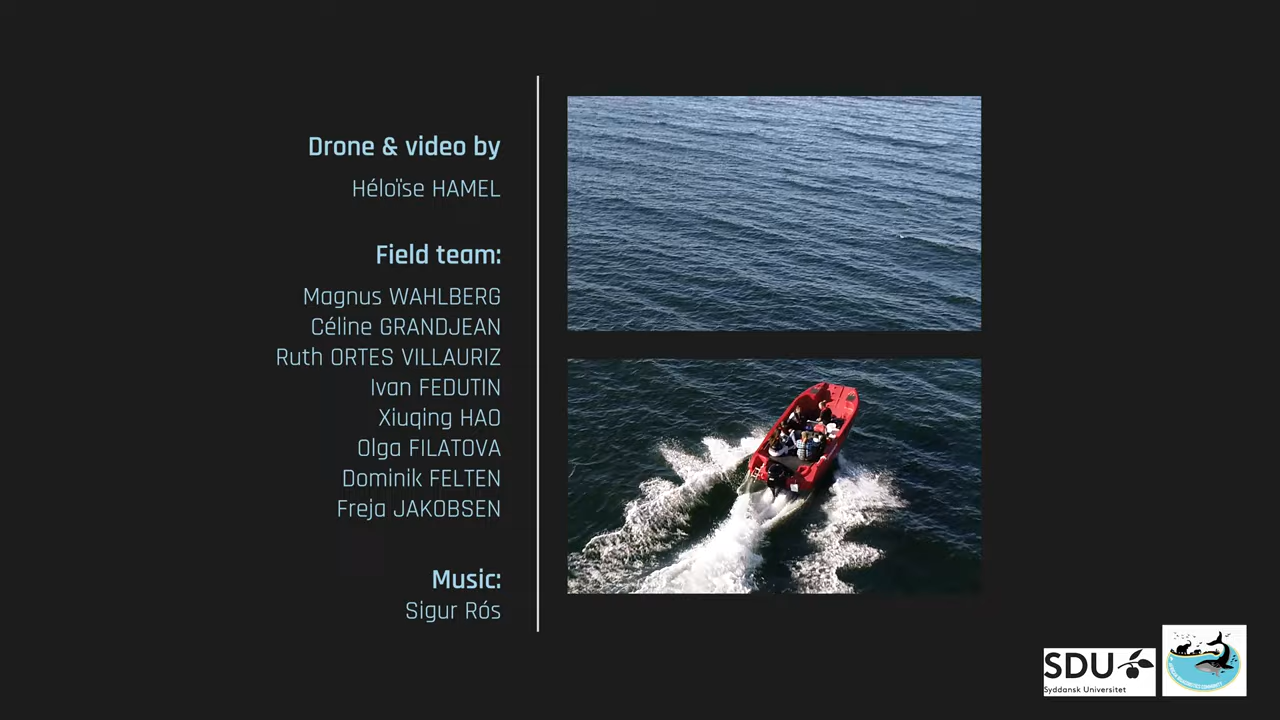 Drone & video by
Héloïse HAMEL
Field team:
Magnus WAHLBERG
Céline GRANDJEAN
Ruth ORTES VILLAURIZ
Ivan FEDUTIN
Xiuqing HAO
Olga FILATOVA
Dominik FELTEN
Freja JAKOBSEN
Music:
Sigur Rós
SDU
Syddansk Universitet